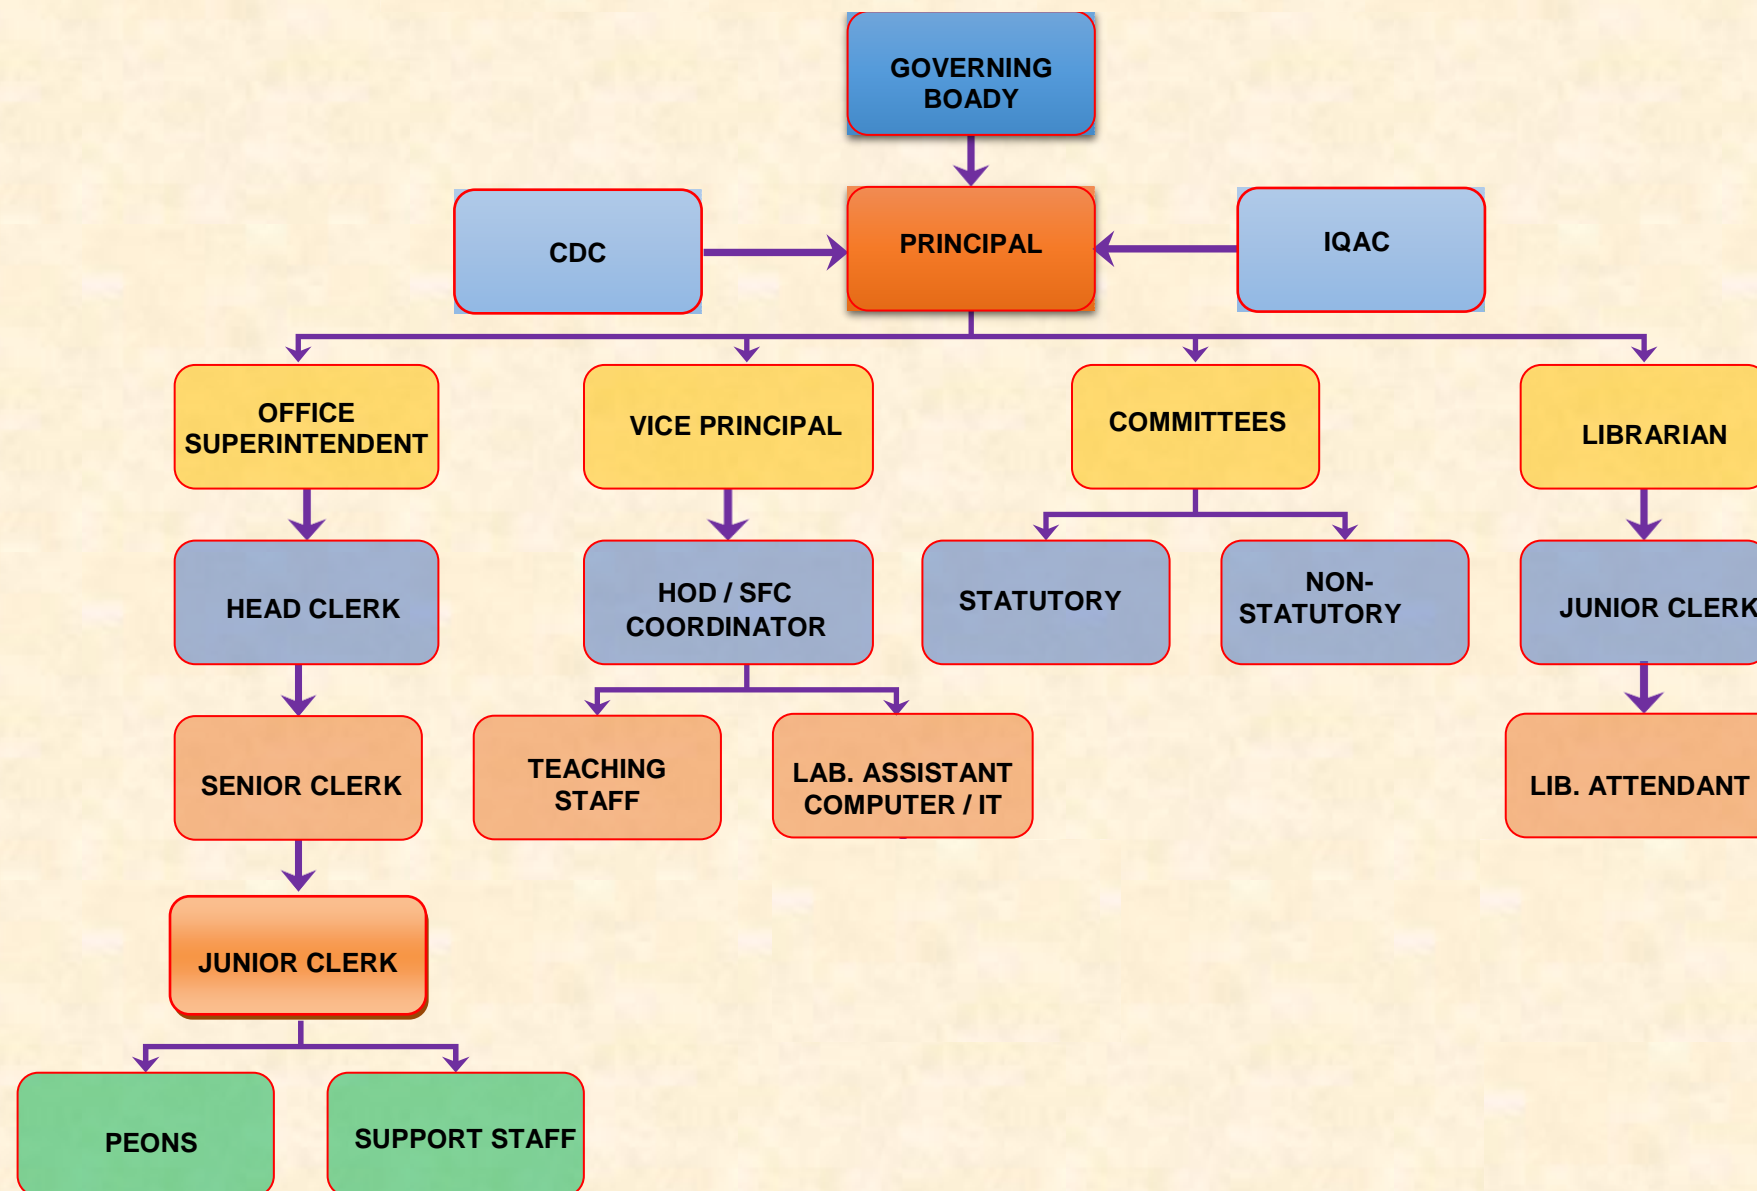 GOVERNING
BOADY
CDC
PRINCIPAL
IQAC
OFFICE
SUPERINTENDENT
VICE PRINCIPAL
COMMITTEES
LIBRARIAN
HEAD CLERK
HOD / SFC
COORDINATOR
STATUTORY
NON-
STATUTORY
JUNIOR CLERK
SENIOR CLERK
TEACHING
STAFF
LAB. ASSISTANT
COMPUTER / IT
LIB. ATTENDANT
JUNIOR CLERK
PEONS
SUPPORT STAFF